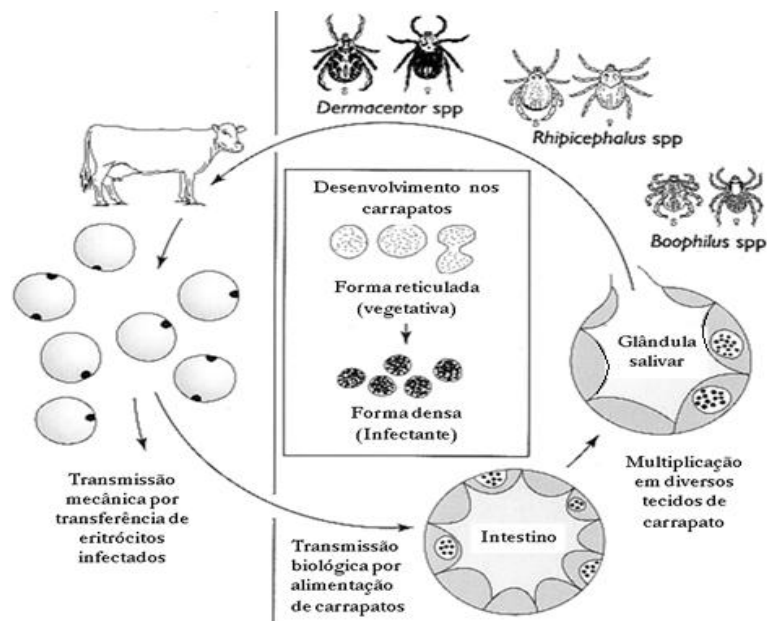 Dermacentor spp
Rhipicephalus spp
Boophilus spp
Desenvolvimento nos
carrapatos
Forma reticulada
(vegetativa)
Forma densa
(Infectante)
Glândula
salivar
Multiplicação
em diversos
tecidos de
carrapato
Intestino
Transmissão
biológica por
alimentação
de carrapatos
Transmissão
mecânica por
transferência de
eritrócitos
infectados